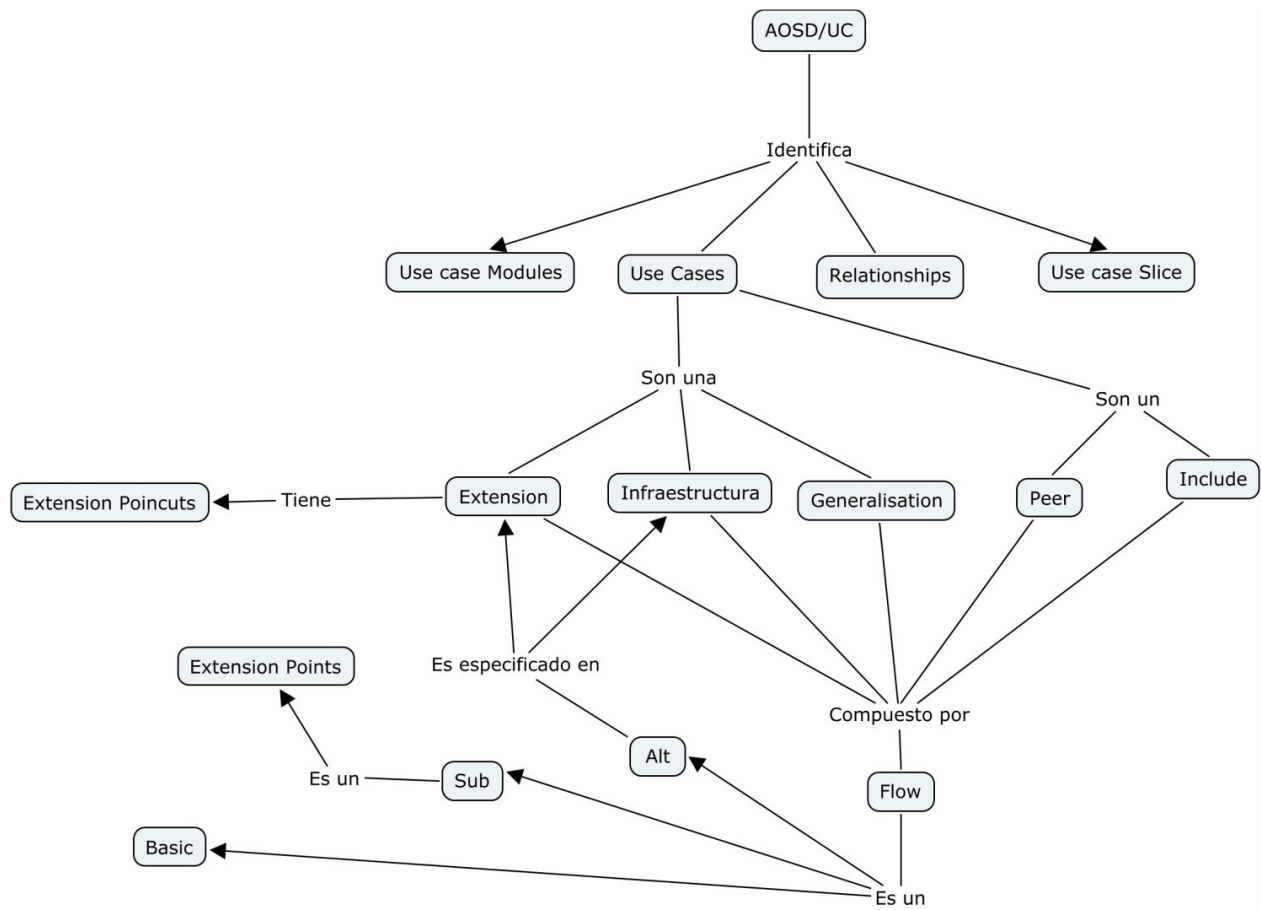 AOSD/UC
Identifica
Use case Modules
Use Cases
Relationships
Use case Slice
Son una
Son un
Extension Poincuts
Tiene
Extension
Infraestructura
Generalisation
Peer
Include
Extension Points
Es especificado en
Compuesto por
Alt
Es un
Sub
Flow
Basic
Es un